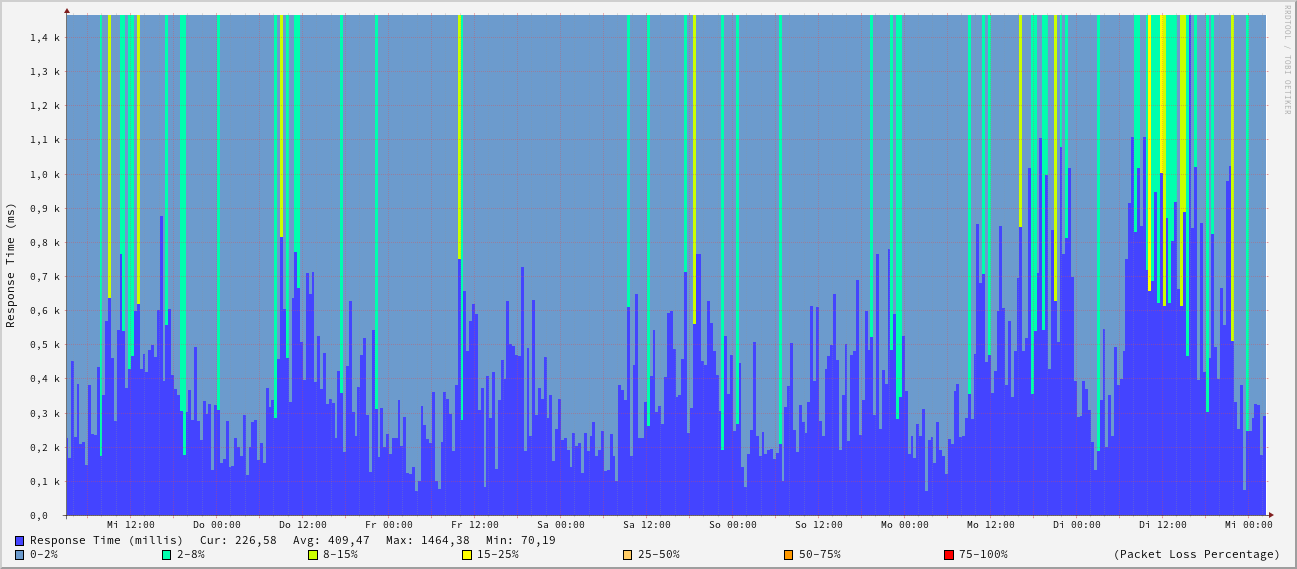 RRDTOOL / TOBI OETIKER
Response Time (ms)
1,4 k
1,3 k
1,2 k
1,1 k
1,0 k
0,9 k
0,8 k
0,7 k
0,6 k
0,5 k
0,4 k
0,3 k
0,2 k
0,1 k
0,0
Mi 12:00 Do 00:00 Do 12:00 Fr 00:00 Fr 12:00 Sa 00:00 Sa 12:00 So 00:00 So 12:00 Mo 00:00 Mo 12:00 Di 00:00 Di 12:00 Mi 00:00
Response Time (millis) Cur: 226,58 Avg: 409,47 Max: 1464,38 Min: 70,19
0-2% 2-8% 8-15% 15-25% 25-50% 50-75% 75-100% (Packet Loss Percentage)